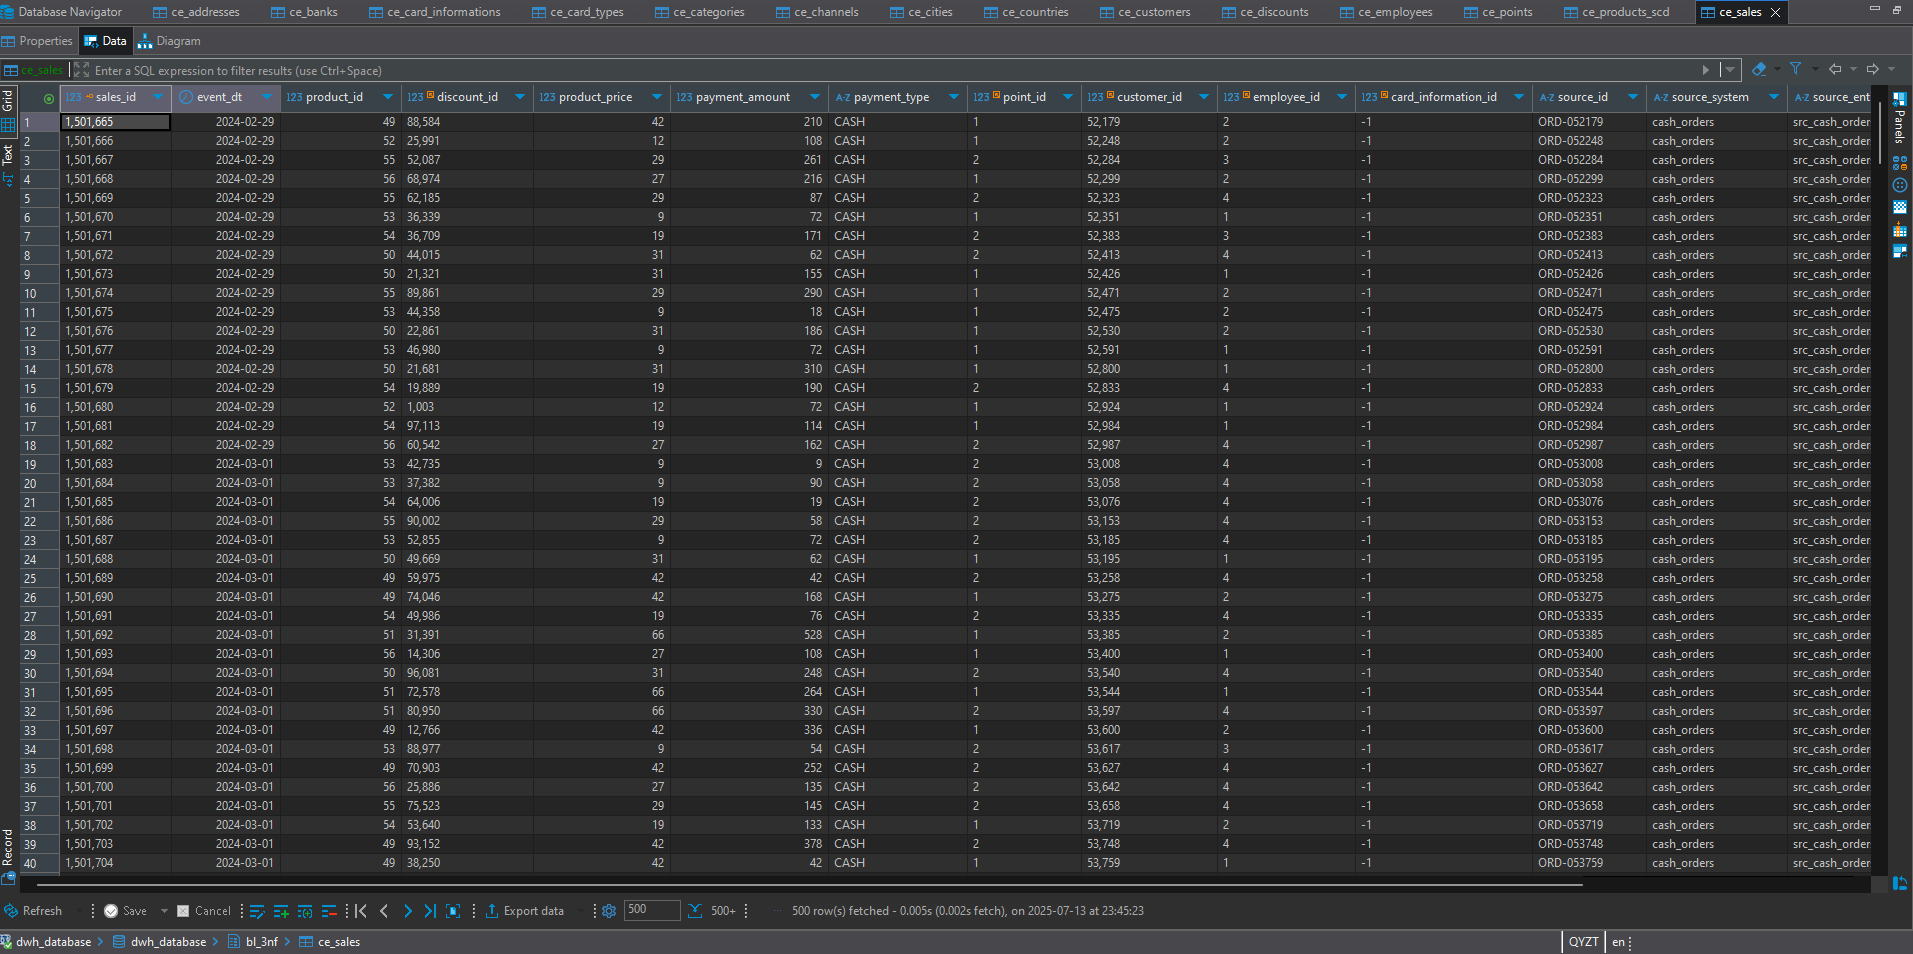 Database Navigator ce_addresses ce_banks ce_card_informations ce_card_types ce_categories ce_channels ce_cities ce_countries ce_customers ce_discounts ce_employees ce_points ce_products_scd ce_sales
Properties Data Diagram
ce_sales Enter a SQL expression to filter results (use Ctrl+Space)
Grid
Text
Record
Panels
123 sales_id event_dt 123 product_id 123 discount_id 123 product_price 123 payment_amount A-Z payment_type 123 point_id 123 customer_id 123 employee_id 123 card_information_id A-Z source_id A-Z source_system A-Z source_ent
1 1,501,665 2024-02-29 49 88,584 42 210 CASH 1 52,179 2 -1 ORD-052179 cash_orders src_cash_order
2 1,501,666 2024-02-29 52 25,991 12 108 CASH 1 52,248 2 -1 ORD-052248 cash_orders src_cash_order
3 1,501,667 2024-02-29 55 52,087 29 261 CASH 2 52,284 3 -1 ORD-052284 cash_orders src_cash_order
4 1,501,668 2024-02-29 56 68,974 27 216 CASH 1 52,299 2 -1 ORD-052299 cash_orders src_cash_order
5 1,501,669 2024-02-29 55 62,185 29 87 CASH 2 52,323 4 -1 ORD-052323 cash_orders src_cash_order
6 1,501,670 2024-02-29 53 36,339 9 72 CASH 1 52,351 1 -1 ORD-052351 cash_orders src_cash_order
7 1,501,671 2024-02-29 54 36,709 19 171 CASH 2 52,383 3 -1 ORD-052383 cash_orders src_cash_order
8 1,501,672 2024-02-29 50 44,015 31 62 CASH 2 52,413 4 -1 ORD-052413 cash_orders src_cash_order
9 1,501,673 2024-02-29 50 21,321 31 155 CASH 1 52,426 1 -1 ORD-052426 cash_orders src_cash_order
10 1,501,674 2024-02-29 55 89,861 29 290 CASH 1 52,471 2 -1 ORD-052471 cash_orders src_cash_order
11 1,501,675 2024-02-29 53 44,358 9 18 CASH 1 52,475 2 -1 ORD-052475 cash_orders src_cash_order
12 1,501,676 2024-02-29 50 22,861 31 186 CASH 1 52,530 2 -1 ORD-052530 cash_orders src_cash_order
13 1,501,677 2024-02-29 53 46,980 9 72 CASH 1 52,591 1 -1 ORD-052591 cash_orders src_cash_order
14 1,501,678 2024-02-29 50 21,681 31 310 CASH 1 52,800 1 -1 ORD-052800 cash_orders src_cash_order
15 1,501,679 2024-02-29 54 19,889 19 190 CASH 2 52,833 4 -1 ORD-052833 cash_orders src_cash_order
16 1,501,680 2024-02-29 52 1,003 12 72 CASH 1 52,924 1 -1 ORD-052924 cash_orders src_cash_order
17 1,501,681 2024-02-29 54 97,113 19 114 CASH 1 52,984 1 -1 ORD-052984 cash_orders src_cash_order
18 1,501,682 2024-02-29 56 60,542 27 162 CASH 2 52,987 4 -1 ORD-052987 cash_orders src_cash_order
19 1,501,683 2024-03-01 53 42,735 9 9 CASH 2 53,008 4 -1 ORD-053008 cash_orders src_cash_order
20 1,501,684 2024-03-01 53 37,382 9 90 CASH 2 53,058 4 -1 ORD-053058 cash_orders src_cash_order
21 1,501,685 2024-03-01 54 64,006 19 19 CASH 2 53,076 4 -1 ORD-053076 cash_orders src_cash_order
22 1,501,686 2024-03-01 55 90,002 29 58 CASH 2 53,153 4 -1 ORD-053153 cash_orders src_cash_order
23 1,501,687 2024-03-01 53 52,855 9 72 CASH 2 53,185 4 -1 ORD-053185 cash_orders src_cash_order
24 1,501,688 2024-03-01 50 49,669 31 62 CASH 1 53,195 1 -1 ORD-053195 cash_orders src_cash_order
25 1,501,689 2024-03-01 49 59,975 42 42 CASH 2 53,258 4 -1 ORD-053258 cash_orders src_cash_order
26 1,501,690 2024-03-01 49 74,046 42 168 CASH 1 53,275 2 -1 ORD-053275 cash_orders src_cash_order
27 1,501,691 2024-03-01 54 49,986 19 76 CASH 2 53,335 4 -1 ORD-053335 cash_orders src_cash_order
28 1,501,692 2024-03-01 51 31,391 66 528 CASH 1 53,385 2 -1 ORD-053385 cash_orders src_cash_order
29 1,501,693 2024-03-01 56 14,306 27 108 CASH 1 53,400 1 -1 ORD-053400 cash_orders src_cash_order
30 1,501,694 2024-03-01 50 96,081 31 248 CASH 2 53,540 4 -1 ORD-053540 cash_orders src_cash_order
31 1,501,695 2024-03-01 51 72,578 66 264 CASH 1 53,544 1 -1 ORD-053544 cash_orders src_cash_order
32 1,501,696 2024-03-01 51 80,950 66 330 CASH 2 53,597 4 -1 ORD-053597 cash_orders src_cash_order
33 1,501,697 2024-03-01 49 12,766 42 336 CASH 1 53,600 2 -1 ORD-053600 cash_orders src_cash_order
34 1,501,698 2024-03-01 53 88,977 9 54 CASH 2 53,617 3 -1 ORD-053617 cash_orders src_cash_order
35 1,501,699 2024-03-01 49 70,903 42 252 CASH 2 53,627 4 -1 ORD-053627 cash_orders src_cash_order
36 1,501,700 2024-03-01 56 25,886 27 135 CASH 2 53,642 4 -1 ORD-053642 cash_orders src_cash_order
37 1,501,701 2024-03-01 55 75,523 29 145 CASH 2 53,658 4 -1 ORD-053658 cash_orders src_cash_order
38 1,501,702 2024-03-01 54 53,640 19 133 CASH 1 53,719 2 -1 ORD-053719 cash_orders src_cash_order
39 1,501,703 2024-03-01 49 93,152 42 378 CASH 2 53,748 4 -1 ORD-053748 cash_orders src_cash_order
40 1,501,704 2024-03-01 49 38,250 42 42 CASH 1 53,759 1 -1 ORD-053759 cash_orders src_cash_order
Refresh Save Cancel Export data 500 500+ 500 row(s) fetched - 0.005s (0.002s fetch), on 2025-07-13 at 23:45:23
dwh_database dwh_database bl_3nf ce_sales QYZT en